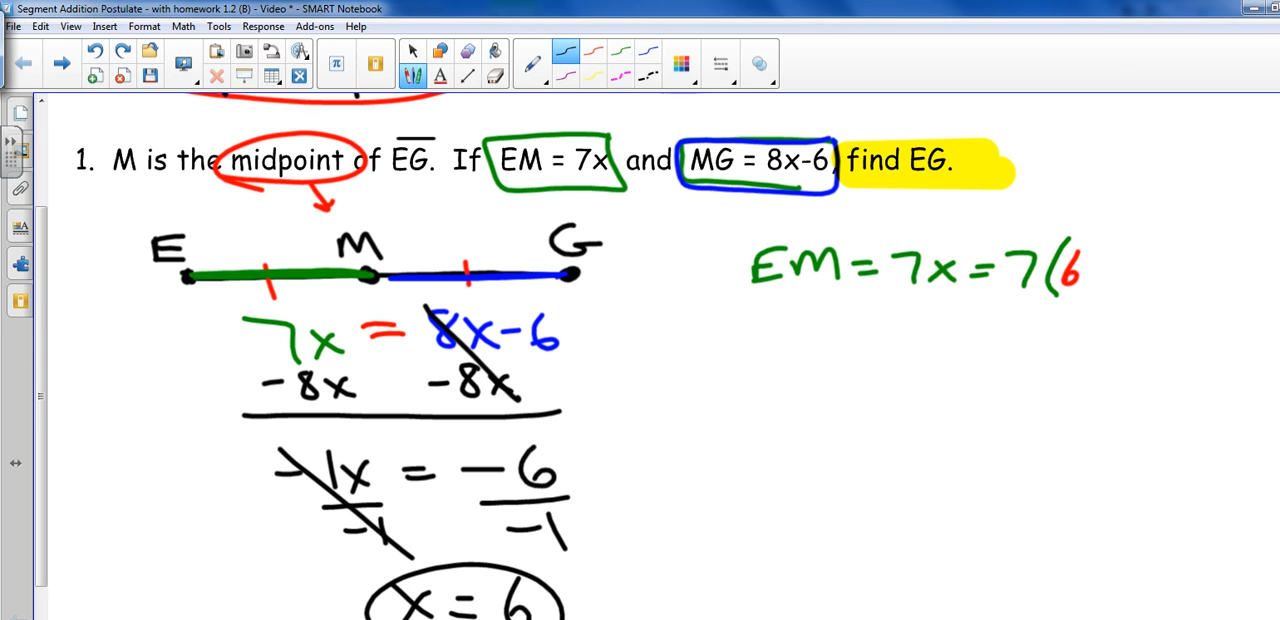 Segment Addition Postulate - with homework 1.2 (B) - Video * - SMART Notebook
File Edit View Insert Format Math Tools Response Add-ons Help
π A
1. M is the midpoint of EG. If EM = 7x and MG = 8x-6, find EG.
E M G
EM = 7x = 7(6
7x = 8x-6
-8x -8x
-1x = -6
-1 -1
x = 6